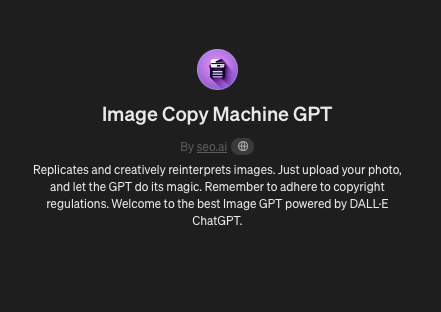 Image Copy Machine GPT
By seo.ai
Replicates and creatively reinterprets images. Just upload your photo,
and let the GPT do its magic. Remember to adhere to copyright
regulations. Welcome to the best Image GPT powered by DALL·E
ChatGPT.